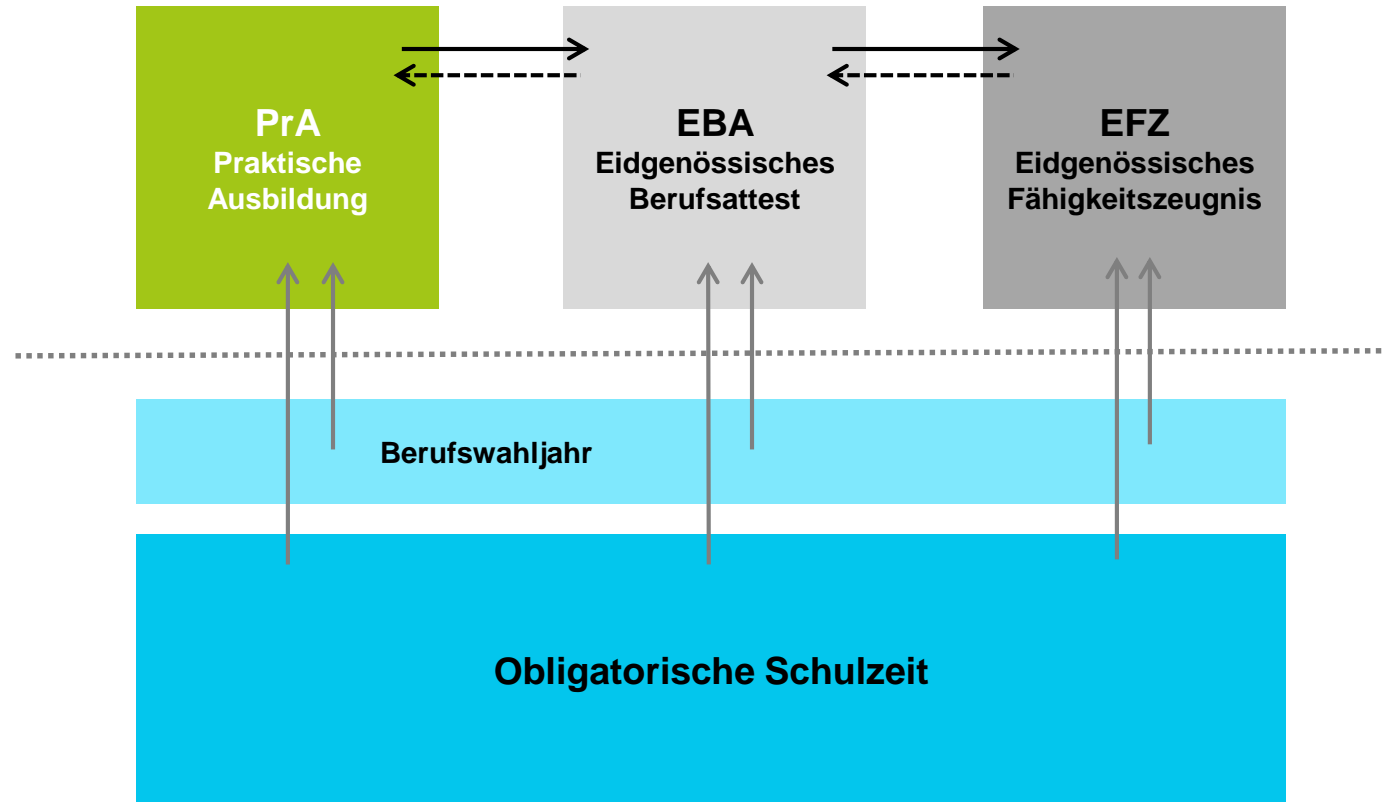 PrA
Praktische
Ausbildung
EBA
Eidgenössisches
Berufsattest
EFZ
Eidgenössisches
Fähigkeitszeugnis
Berufswahljahr
Obligatorische Schulzeit